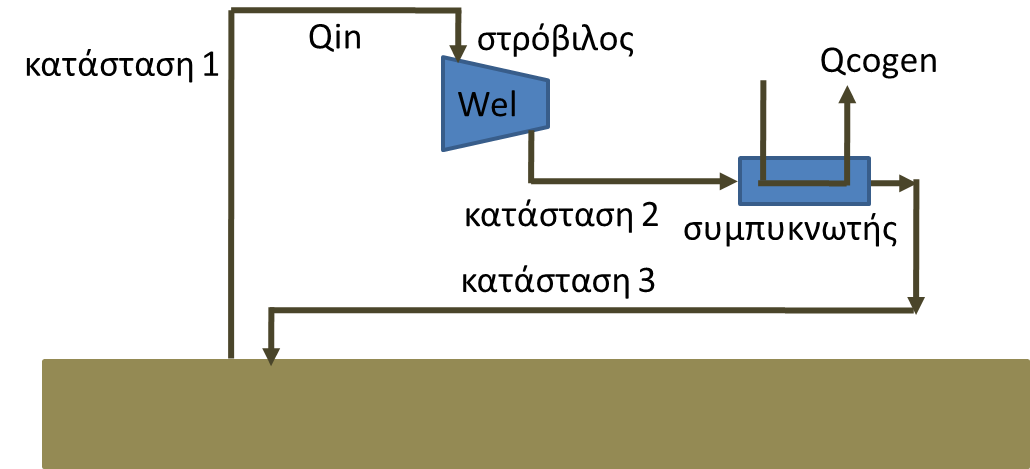 Qin
στρόβιλος
κατάσταση 1
Qcogen
Wel
κατάσταση 2
συμπυκνωτής
κατάσταση 3